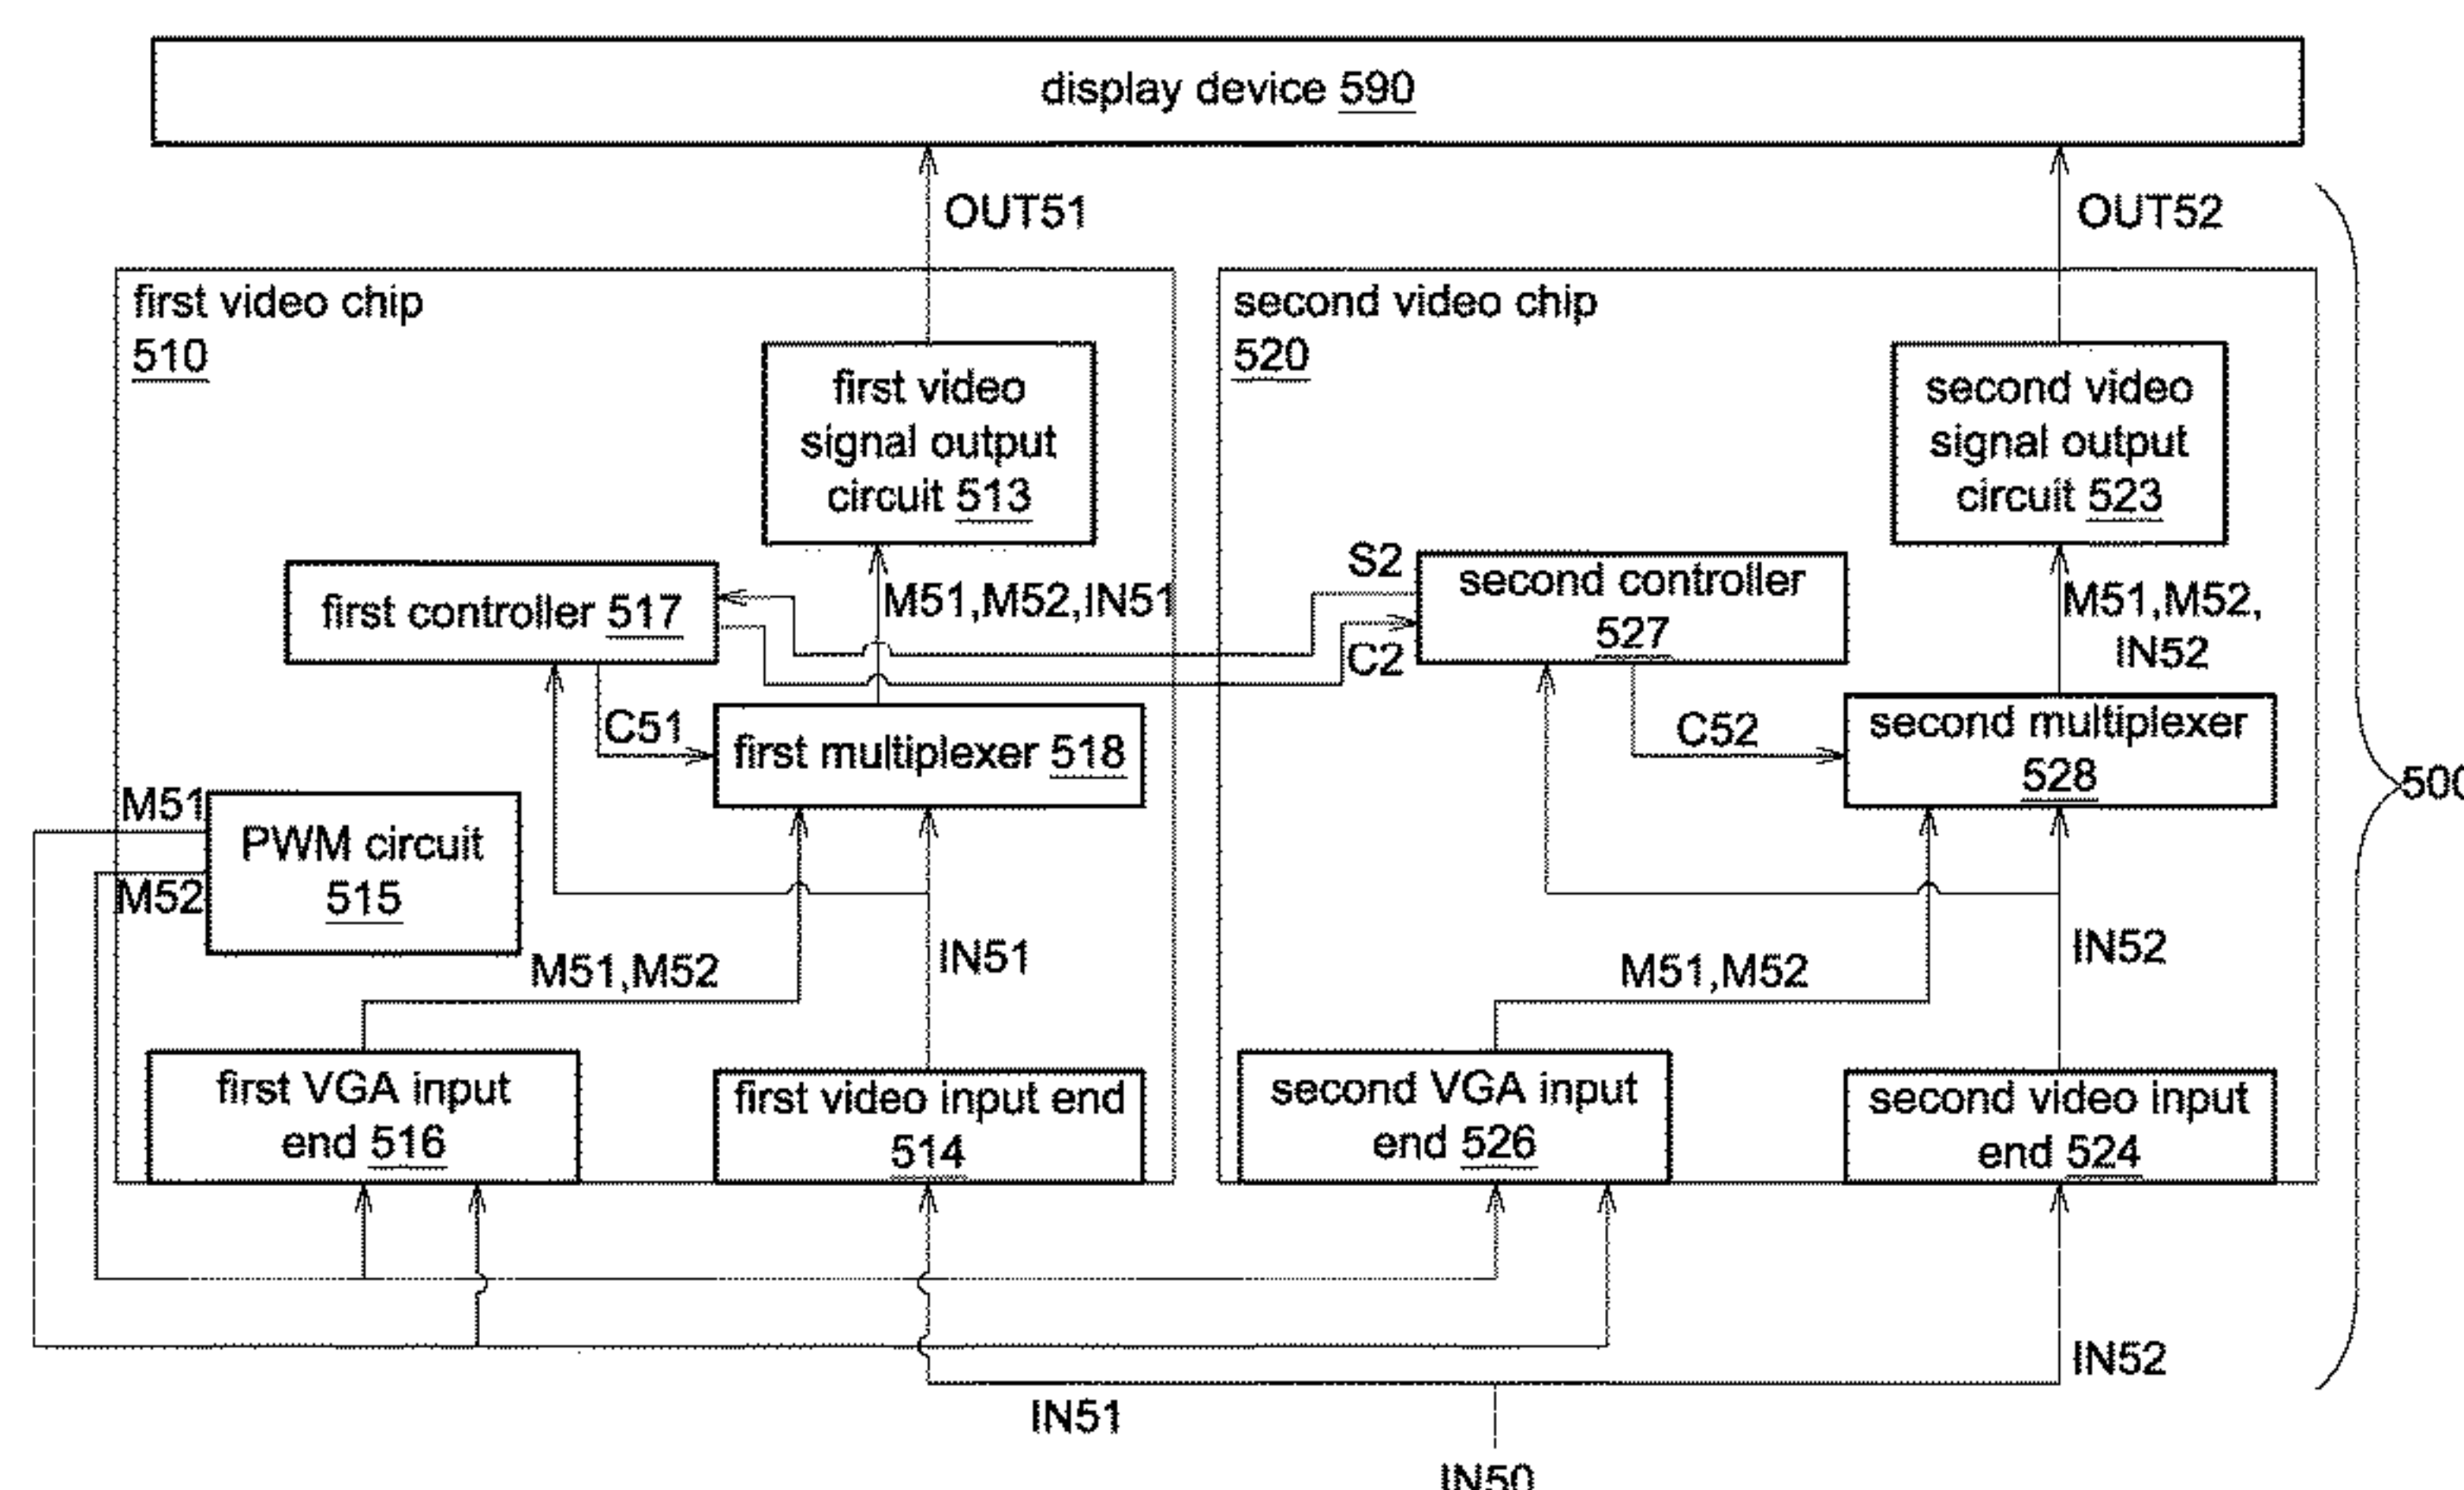 display device 590
OUT51
OUT52
first video chip
510
second video chip
520
first video
signal output
circuit 513
second video
signal output
circuit 523
first controller 517
M51,M52,IN51
S2
C2
second controller
527
M51,M52,
IN52
C51
first multiplexer 518
C52
second multiplexer
528
500
M51
M52
PWM circuit
515
M51,M52
IN51
M51,M52
IN52
first VGA input
end 516
first video input end
514
second VGA input
end 526
second video input
end 524
IN51
IN52
IN50